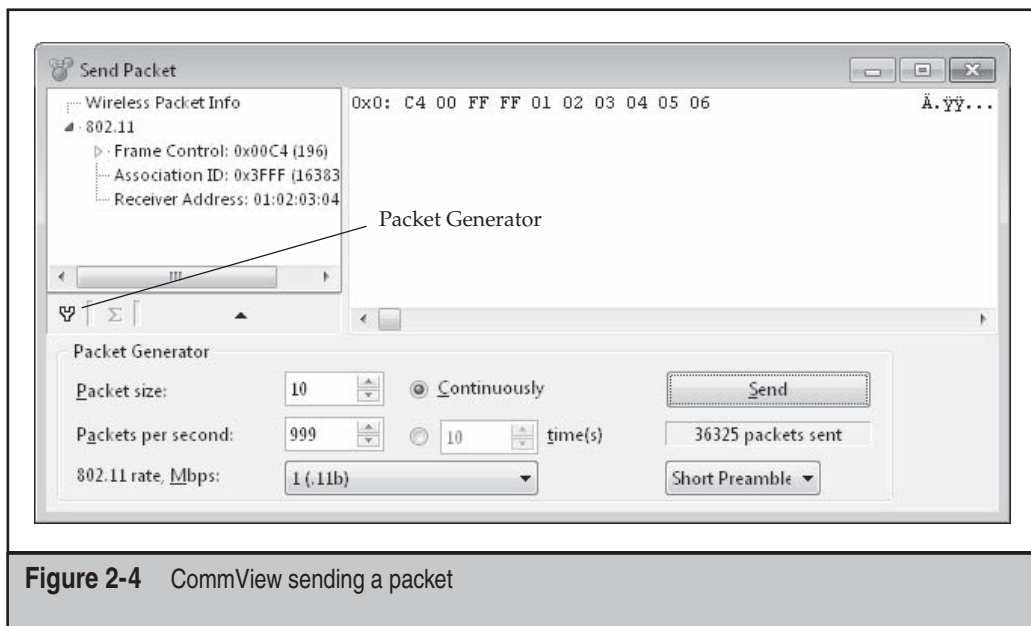 Send Packet
Wireless Packet Info
802.11
Frame Control: 0x00C4 (196)
Association ID: 0x3FFF (16383
Receiver Address: 01:02:03:04
0x0: C4 00 FF FF 01 02 03 04 05 06 Ä.ÿÿ...
Packet Generator
Packet Generator
Packet size: 10 Continuously Send
Packets per second: 999 10 time(s) 36325 packets sent
802.11 rate, Mbps: 1 (.11b) Short Preamble
Figure 2-4 CommView sending a packet